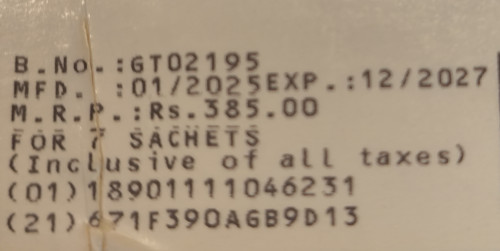 B.No.:GT02195
MFD. :01/2025EXP.:12/2027
M.R.P.:Rs.385.00
FOR 7 SACHETS
(Inclusive of all taxes)
(01)18901111046231
(21)671F390A6B9D13